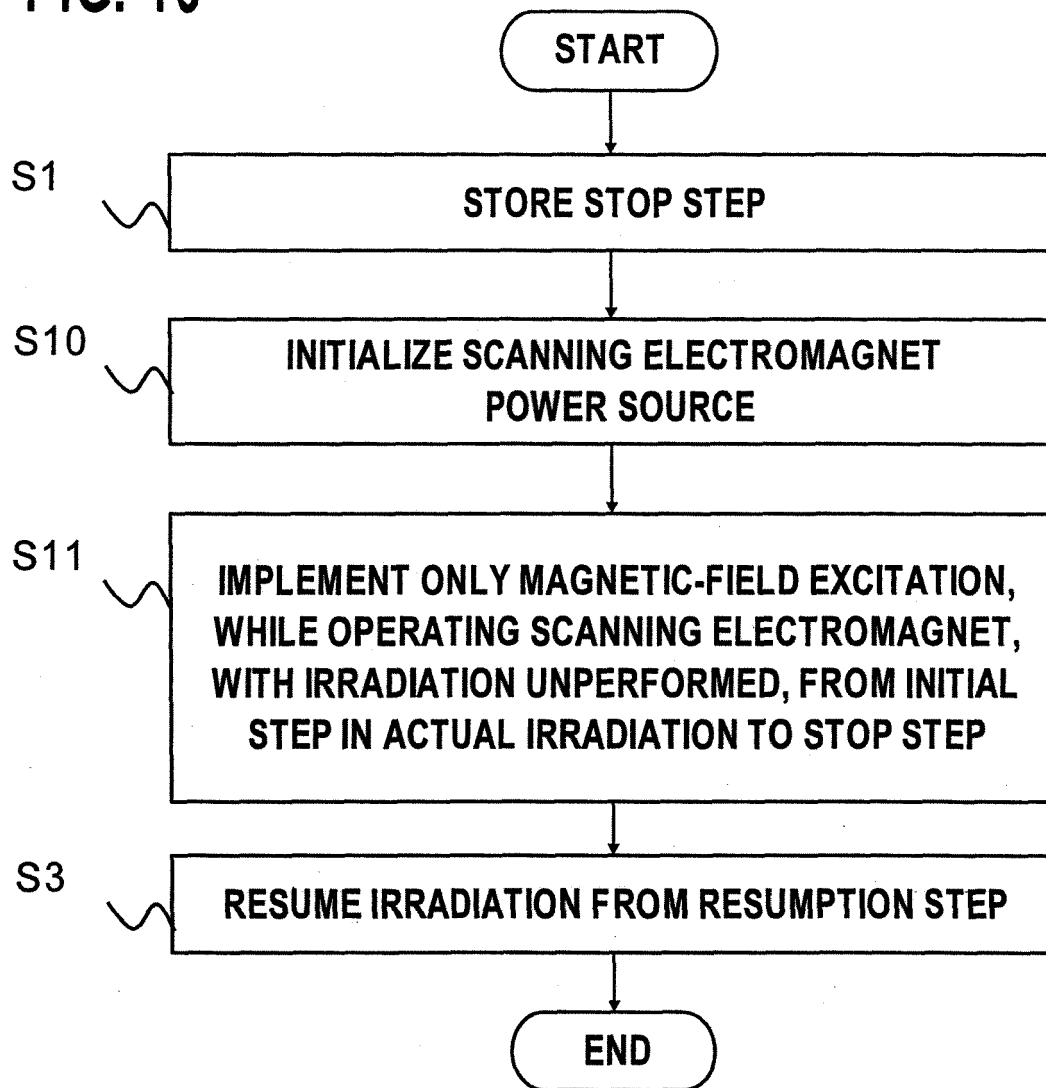 START
S1
STORE STOP STEP
S10
INITIALIZE SCANNING ELECTROMAGNET
POWER SOURCE
S11
IMPLEMENT ONLY MAGNETIC-FIELD EXCITATION,
WHILE OPERATING SCANNING ELECTROMAGNET,
WITH IRRADIATION UNPERFORMED, FROM INITIAL
STEP IN ACTUAL IRRADIATION TO STOP STEP
S3
RESUME IRRADIATION FROM RESUMPTION STEP
END